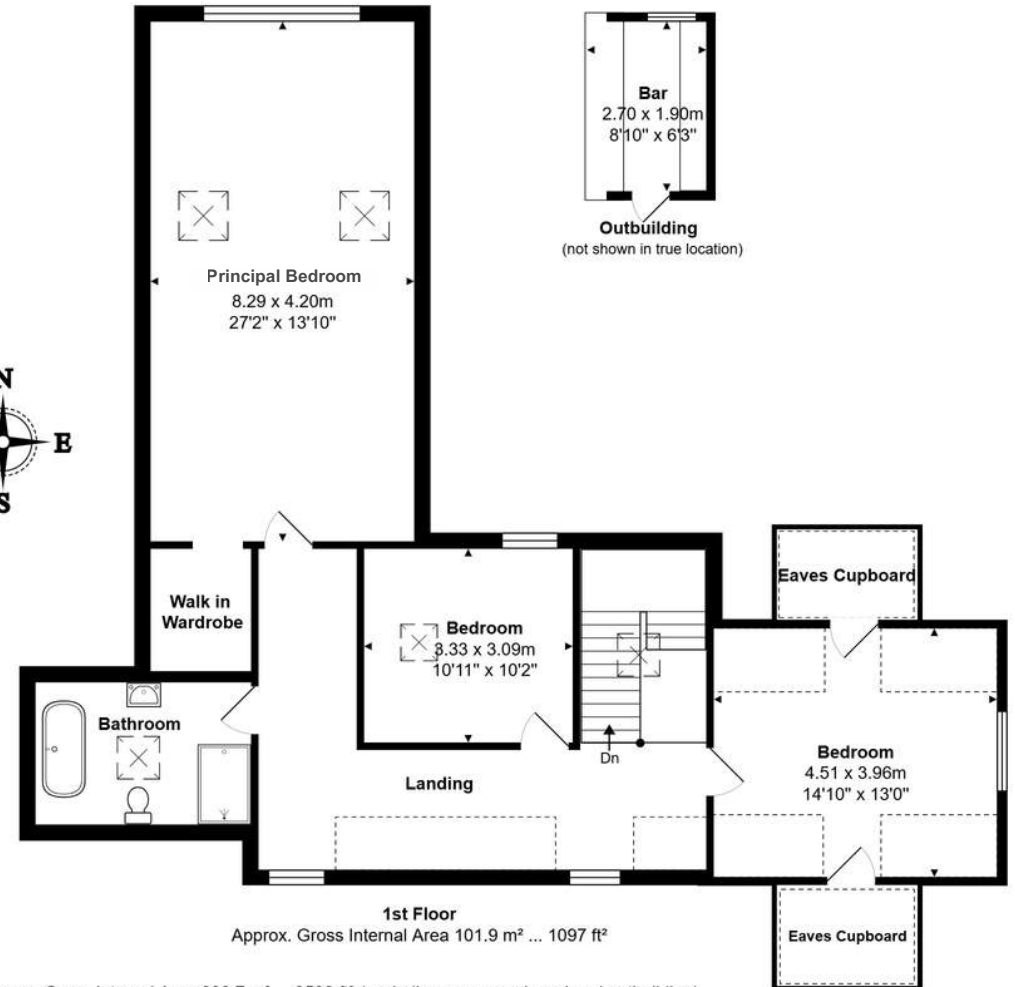 Bar
2.70 x 1.90m
8'10" x 6'3"
Outbuilding
(not shown in true location)
Principal Bedroom
8.29 x 4.20m
27'2" x 13'10"
N
E
S
Eaves Cupboard
Walk in
Wardrobe
Bedroom
3.33 x 3.09m
10'11" x 10'2"
Bathroom
Dn
Bedroom
4.51 x 3.96m
14'10" x 13'0"
Landing
1st Floor
Approx. Gross Internal Area 101.9 m² ... 1097 ft²
Eaves Cupboard